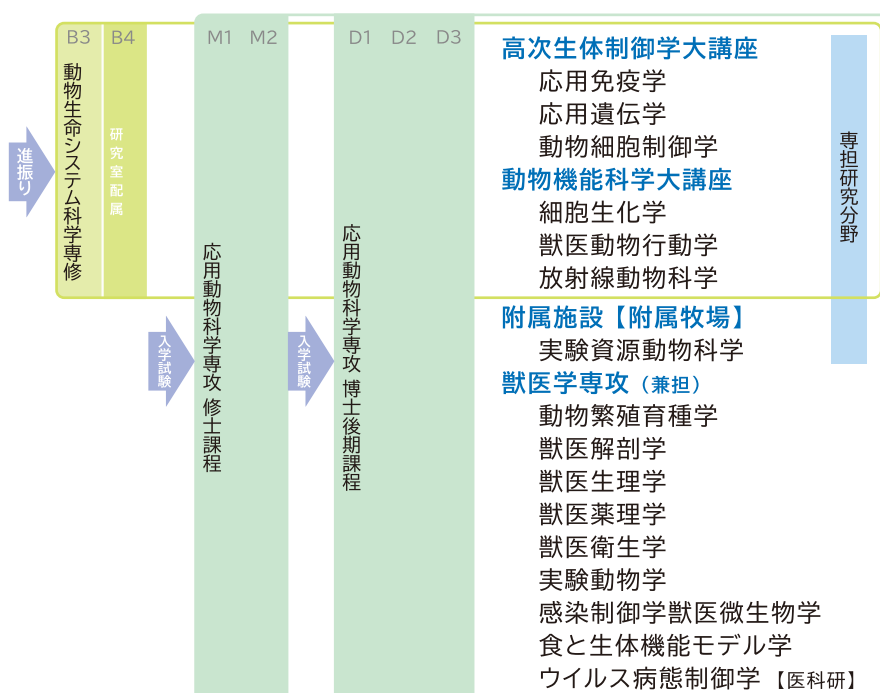 B3 B4 M1 M2 D1 D2 D3
進振り
動物生命システム科学専修
研究室配属
入学試験
応用動物科学専攻 修士課程
入学試験
応用動物科学専攻 博士後期課程
高次生体制御学大講座
応用免疫学
応用遺伝学
動物細胞制御学
動物機能科学大講座
細胞生化学
獣医動物行動学
放射線動物科学
専担研究分野
附属施設【附属牧場】
実験資源動物科学
獣医学専攻（兼担）
動物繁殖育種学
獣医解剖学
獣医生理学
獣医薬理学
獣医衛生学
実験動物学
感染制御学獣医微生物学
食と生体機能モデル学
ウイルス病態制御学【医科研】